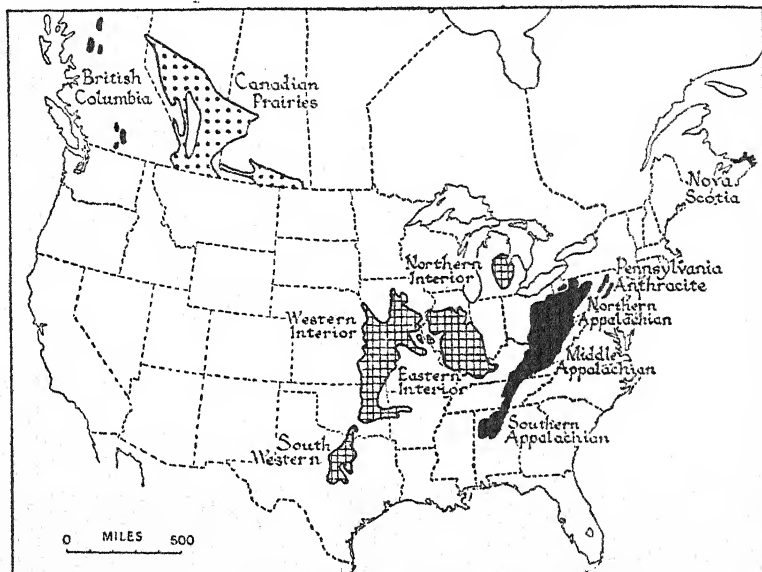 British
Columbia
Canadian
Prairies
Nova
Scotia
Northern
Interior
Pennsylvania
Anthracite
Northern
Appalachian
Western
Interior
Middle
Appalachian
Eastern
Interior
Southern
Appalachian
South
Western
0 MILES 500